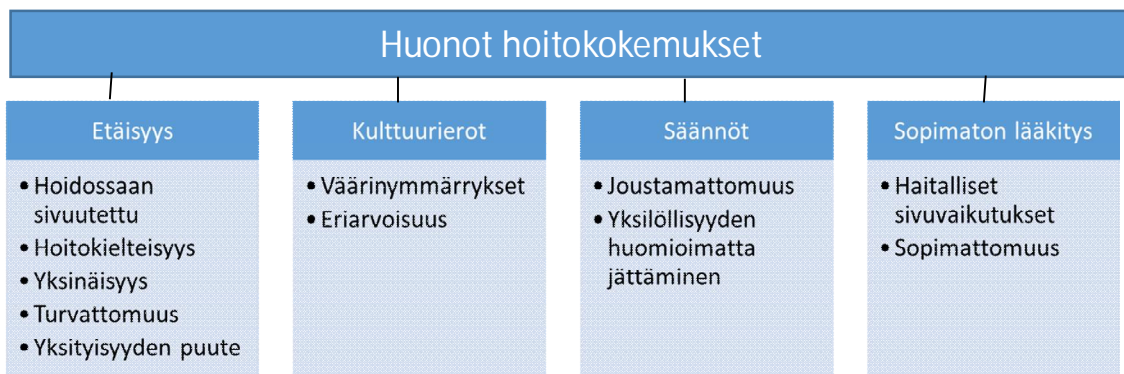 Huonot hoitokokemukset
Etäisyys
• Hoidossaan
sivuutettu
• Hoitokielteisyys
• Yksinäisyys
• Turvattomuus
• Yksityisyyden puute
Kulttuurierot
• Väärinymmärrykset
• Eriarvoisuus
Säännöt
• Joustamattomuus
• Yksilöllisyyden
huomioimatta
jättäminen
Sopimaton lääkitys
• Haitalliset
sivuvaikutukset
• Sopimattomuus